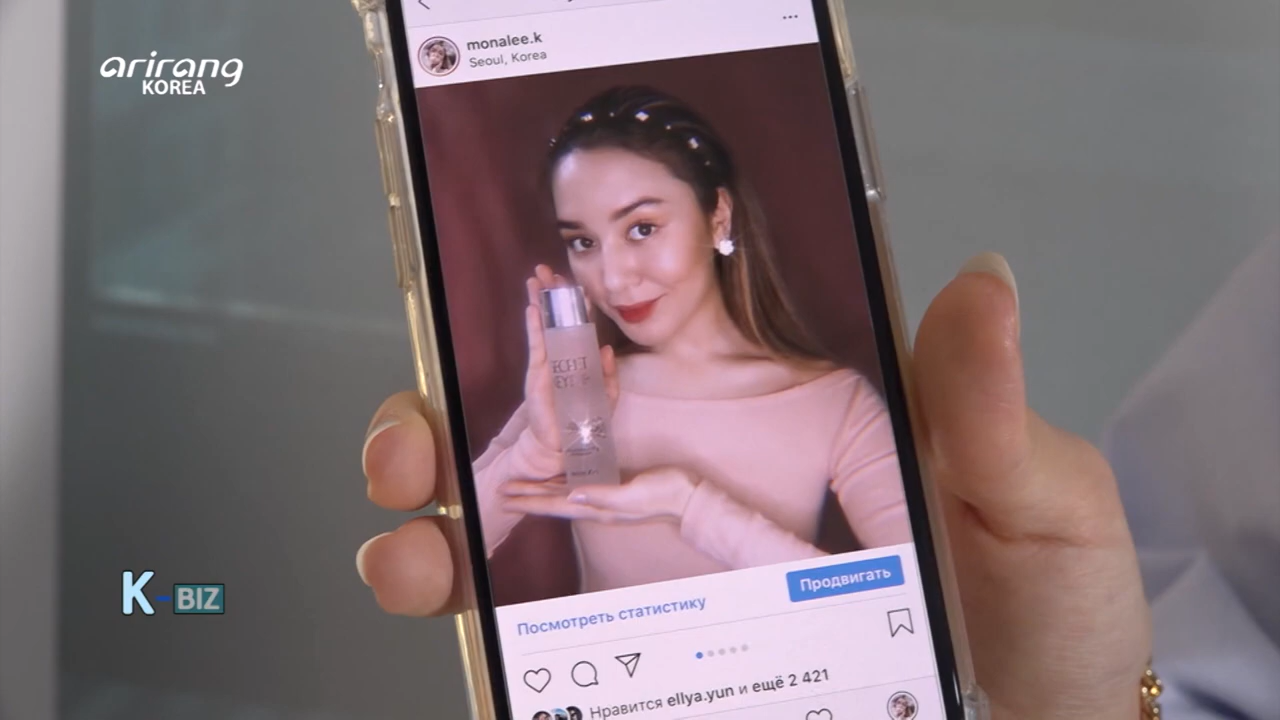 arirang
KOREA
monalee.k
Seoul, Korea
Посмотреть статистику
Продвигать
Нравится ellya.yun и ещё 2 421
K-BIZ